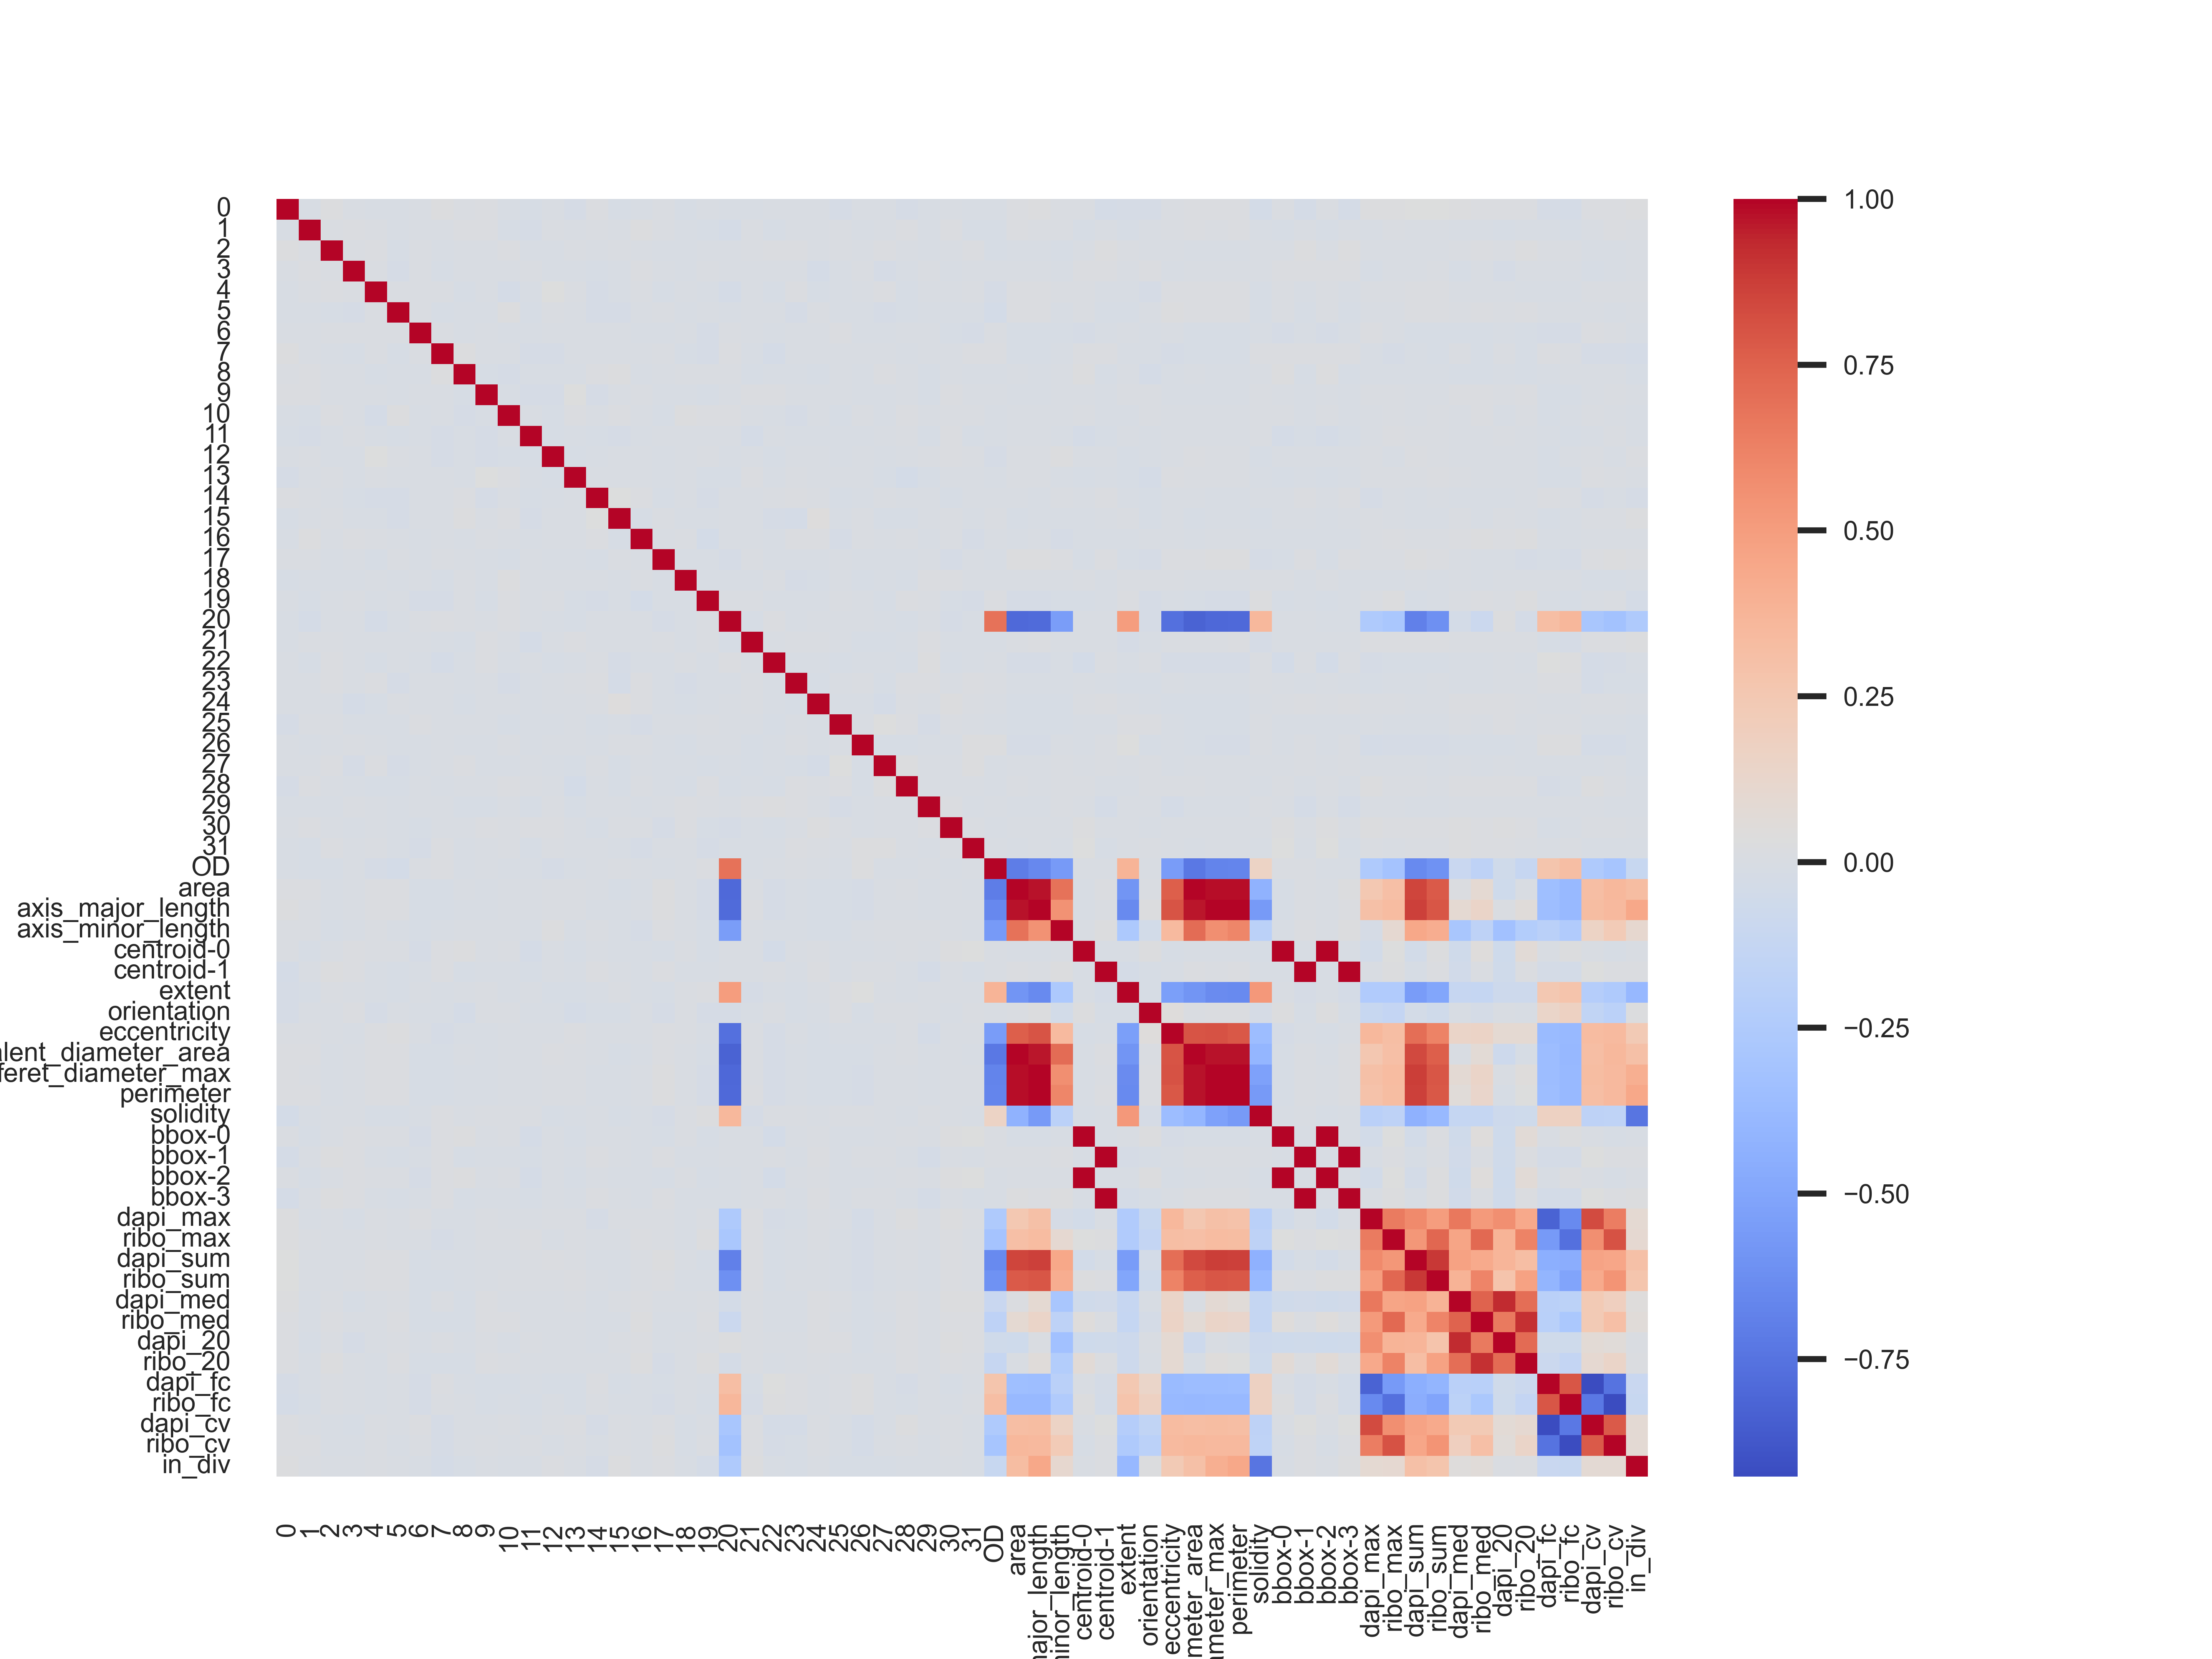 0
1
2
3
4
5
6
7
8
9
10
11
12
13
14
15
16
17
18
19
20
21
22
23
24
25
26
27
28
29
30
31
OD
area
axis_major_length
axis_minor_length
centroid-0
centroid-1
extent
orientation
eccentricity
alent_diameter_area
feret_diameter_max
perimeter
solidity
bbox-0
bbox-1
bbox-2
bbox-3
dapi_max
ribo_max
dapi_sum
ribo_sum
dapi_med
ribo_med
dapi_20
ribo_20
dapi_fc
ribo_fc
dapi_cv
ribo_cv
in_div
0
1
2
3
4
5
6
7
8
9
10
11
12
13
14
15
16
17
18
19
20
21
22
23
24
25
26
27
28
29
30
31
OD
area
major_length
minor_length
centroid-0
centroid-1
extent
orientation
eccentricity
meter_area
ameter_max
perimeter
solidity
bbox-0
bbox-1
bbox-2
bbox-3
dapi_max
ribo_max
dapi_sum
ribo_sum
dapi_med
ribo_med
dapi_20
ribo_20
dapi_fc
ribo_fc
dapi_cv
ribo_cv
in_div
1.00
0.75
0.50
0.25
0.00
−0.25
−0.50
−0.75